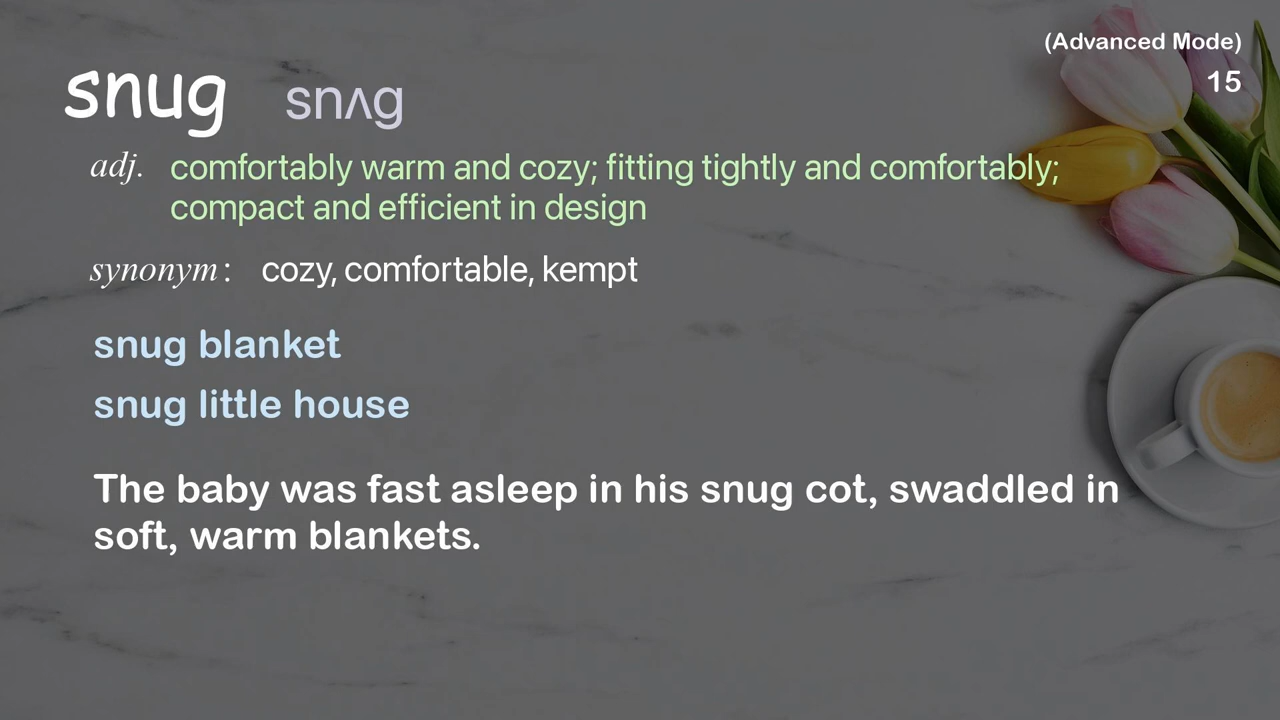 (Advanced Mode)
15
snug snʌg
adj. comfortably warm and cozy; fitting tightly and comfortably;
compact and efficient in design
synonym: cozy, comfortable, kempt
snug blanket
snug little house
The baby was fast asleep in his snug cot, swaddled in
soft, warm blankets.